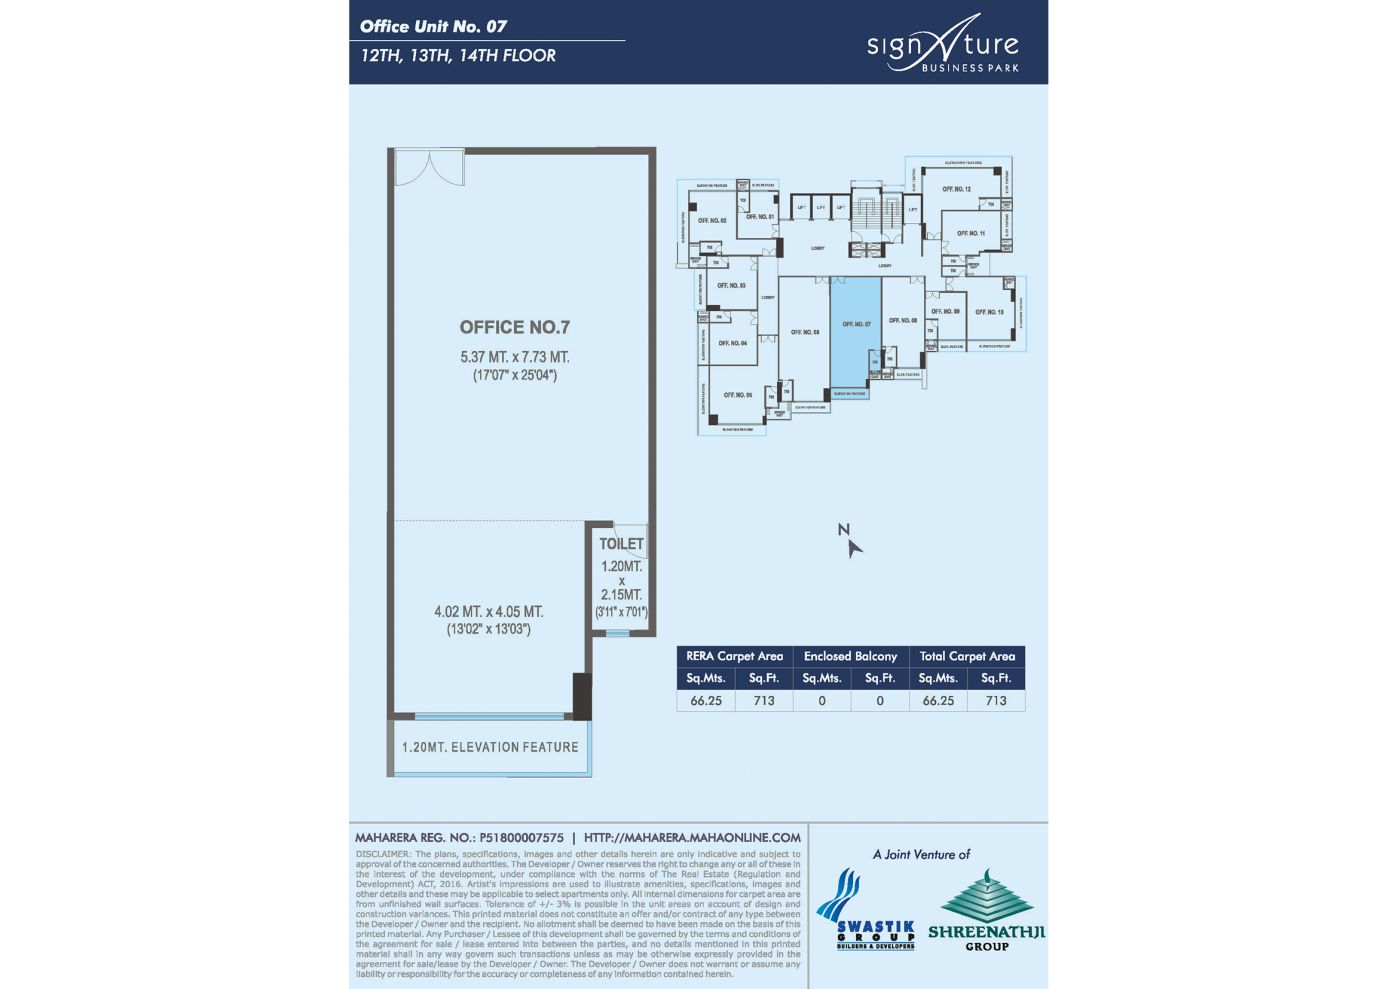 Office Unit No. 07
12TH, 13TH, 14TH FLOOR
signAture
BUSINESS PARK
OFFICE NO.7
5.37 MT. x 7.73 MT.
(17'07" x 25'04")
TOILET
1.20MT.
x
2.15MT.
(3'11" x 7'01")
4.02 MT. x 4.05 MT.
(13'02" x 13'03")
1.20MT. ELEVATION FEATURE
ELEVATION FEATURE
OFF. NO. 12
OFF. NO. 11
OFF. NO. 02
OFF. NO. 01
LIFT LIFT LIFT
LIFT
LOBBY
LOBBY
LOBBY
OFF. NO. 03
OFF. NO. 04
OFF. NO. 05
OFF. NO. 07
OFF. NO. 09
OFF. NO. 10
ELEVATION FEATURE
N
RERA Carpet Area Enclosed Balcony Total Carpet Area
Sq.Mts. Sq.Ft. Sq.Mts. Sq.Ft. Sq.Mts. Sq.Ft.
66.25 713 0 0 66.25 713
MAHARERA REG. NO.: P51800007575 | HTTP://MAHARERA.MAHAONLINE.COM
DISCLAIMER: The plans, specifications, images and other details herein are only indicative and subject to
approval of the concerned authorities. The Developer / Owner reserves the right to change any or all of these in
the interest of the development, under compliance with the norms of The Real Estate (Regulation and
Development) ACT, 2016. Artist's impressions are used to illustrate amenities, specifications, images and
other details and these may be applicable to select apartments only. All internal dimensions for carpet area are
from unfinished wall surfaces. Tolerance of +/- 3% is possible in the unit areas on account of design and
construction variances. This printed material does not constitute an offer and/or contract of any type between
the Developer / Owner and the recipient. No allotment shall be deemed to have been made on the basis of this
printed material. Any Purchaser / Lessee of this development shall be governed by the terms and conditions of
the agreement for sale / lease entered into between the parties, and no details mentioned in this printed
material shall in any way govern such transactions unless as may be otherwise expressly provided in the
agreement for sale/lease by the Developer / Owner. The Developer / Owner does not warrant or assume any
liability or responsibility for the accuracy or completeness of any information contained herein.
A Joint Venture of
SWASTIK
GROUP
BUILDERS & DEVELOPERS
SHREENATHJI
GROUP